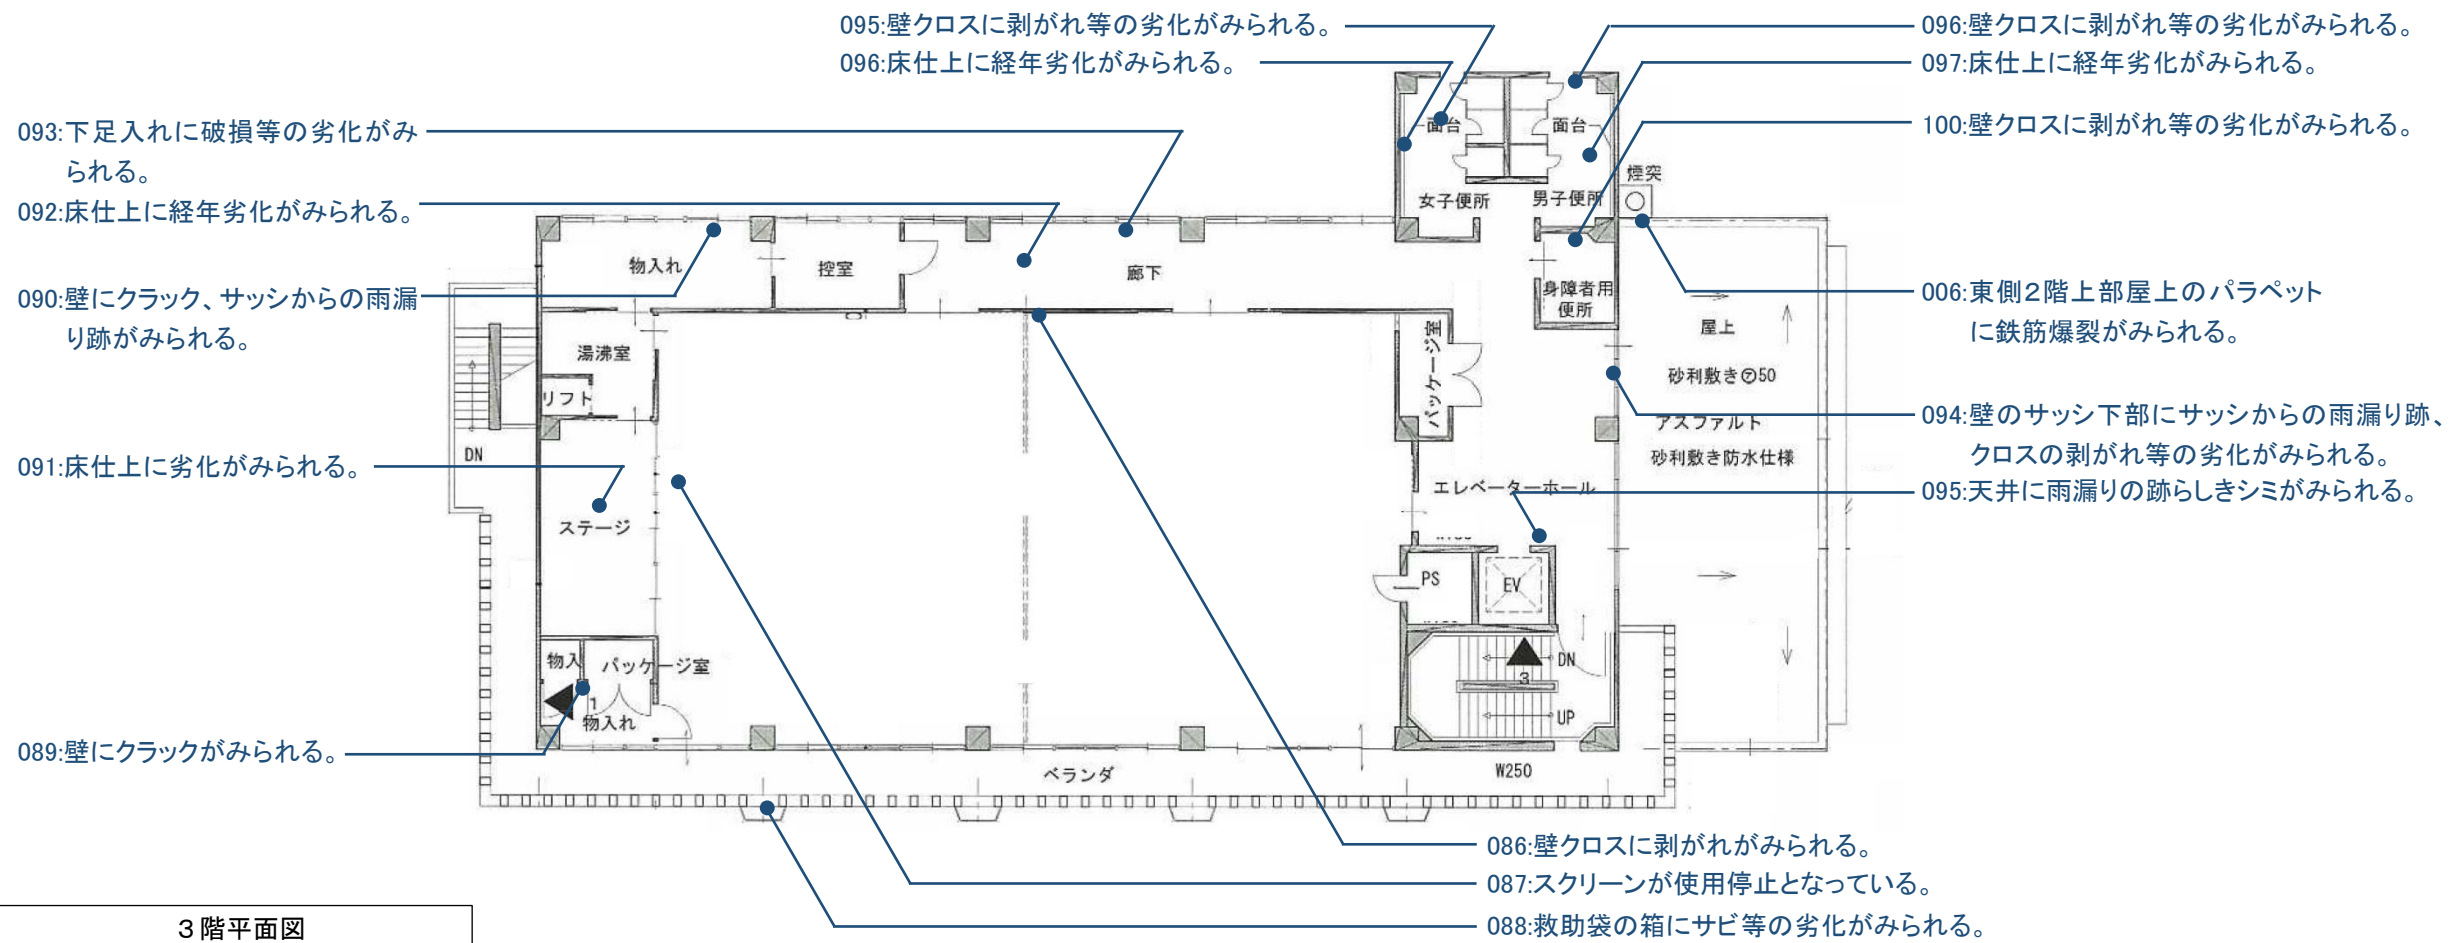 095:壁クロスに剥がれ等の劣化がみられる。
096:床仕上に経年劣化がみられる。
096:壁クロスに剥がれ等の劣化がみられる。
097:床仕上に経年劣化がみられる。
100:壁クロスに剥がれ等の劣化がみられる。
093:下足入れに破損等の劣化がみ
られる。
092:床仕上に経年劣化がみられる。
090:壁にクラック、サッシからの雨漏
り跡がみられる。
091:床仕上に劣化がみられる。
089:壁にクラックがみられる。
面台
面台
女子便所
男子便所
煙突
物入れ
控室
廊下
身障者用
便所
湯沸室
リフト
パッケージ室
屋上
砂利敷き㋐50
アスファルト
砂利敷き防水仕様
DN
ステージ
エレベーターホール
PS
EV
物入
パッケージ室
1
物入れ
DN
3
UP
ベランダ
W250
006:東側2階上部屋上のパラペット
に鉄筋爆裂がみられる。
094:壁のサッシ下部にサッシからの雨漏り跡、
クロスの剥がれ等の劣化がみられる。
095:天井に雨漏りの跡らしきシミがみられる。
086:壁クロスに剥がれがみられる。
087:スクリーンが使用停止となっている。
088:救助袋の箱にサビ等の劣化がみられる。
3階平面図